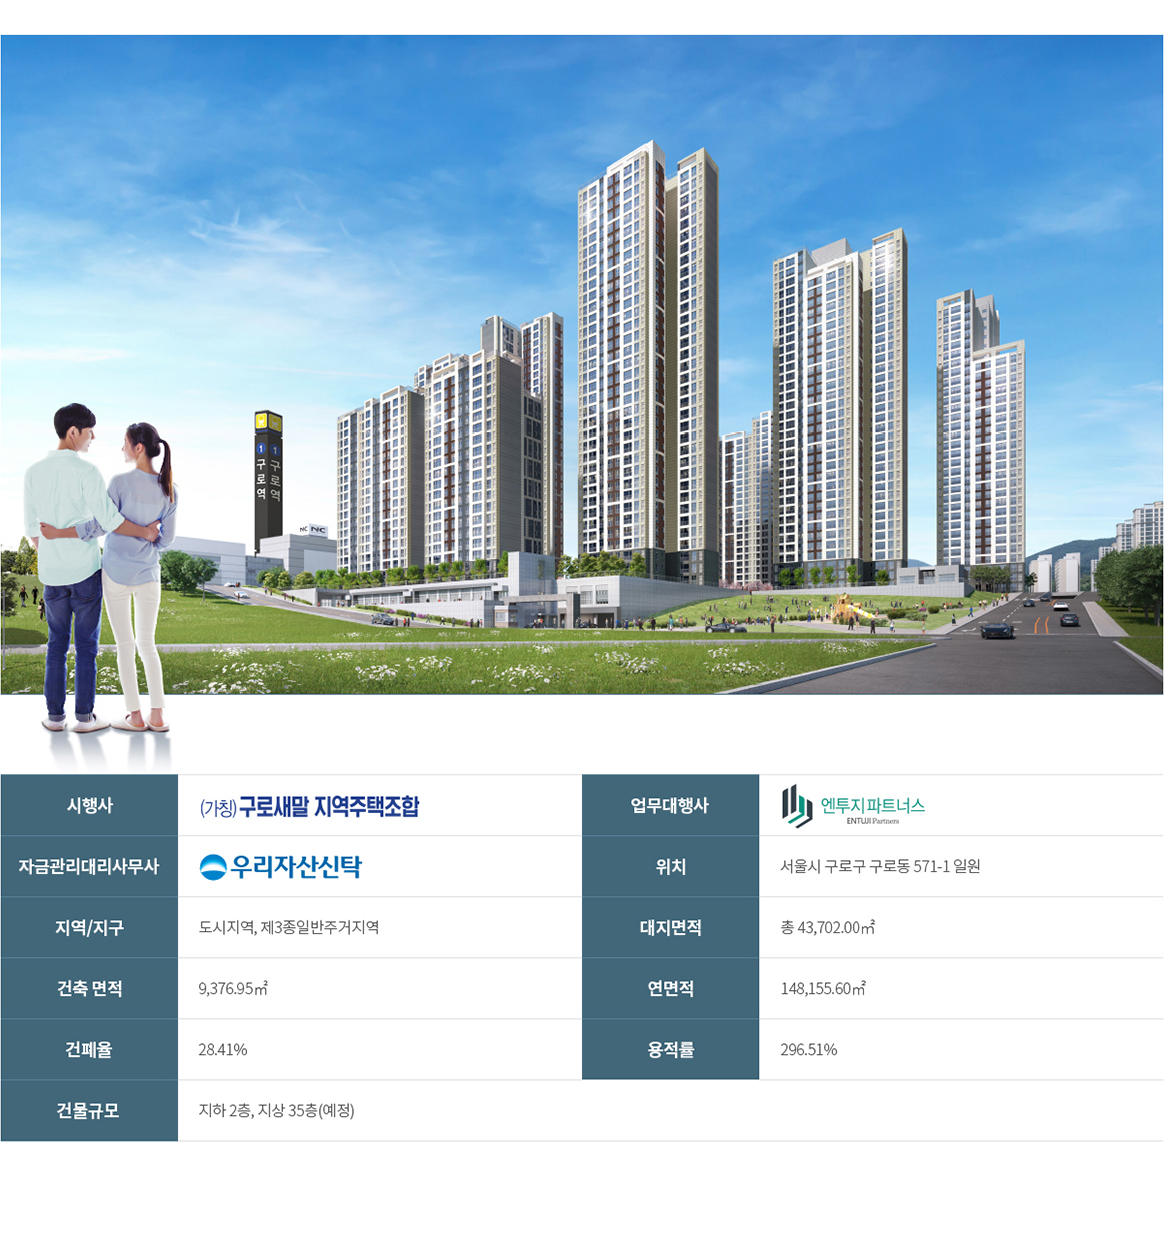 1 구로역
1 구로역
NC NC
시행사 (가칭)구로새말 지역주택조합 업무대행사 엔투지파트너스
ENTUJI Partners
자금관리대리사무사 우리자산신탁 위치 서울시 구로구 구로동 571-1 일원
지역/지구 도시지역, 제3종일반주거지역 대지면적 총 43,702.00㎡
건축 면적 9,376.95㎡ 연면적 148,155.60㎡
건폐율 28.41% 용적률 296.51%
건물규모 지하 2층, 지상 35층(예정)